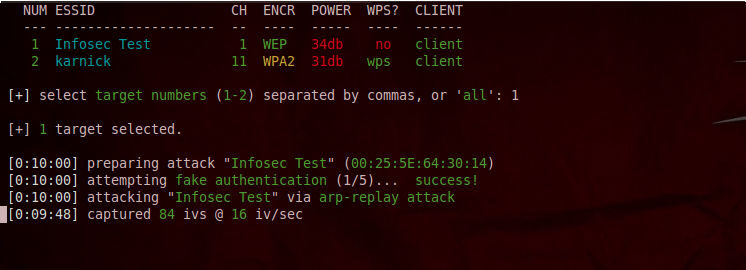 NUM ESSID                 CH  ENCR  POWER  WPS?  CLIENT
--- --------------------  --  ----  -----  ----  ------
 1  Infosec Test           1  WEP   34db    no   client
 2  karnick               11  WPA2  31db   wps   client
[+] select target numbers (1-2) separated by commas, or 'all': 1
[+] 1 target selected.
[0:10:00] preparing attack "Infosec Test" (00:25:5E:64:30:14)
[0:10:00] attempting fake authentication (1/5)...  success!
[0:10:00] attacking "Infosec Test" via arp-replay attack
[0:09:48] captured 84 ivs @ 16 iv/sec